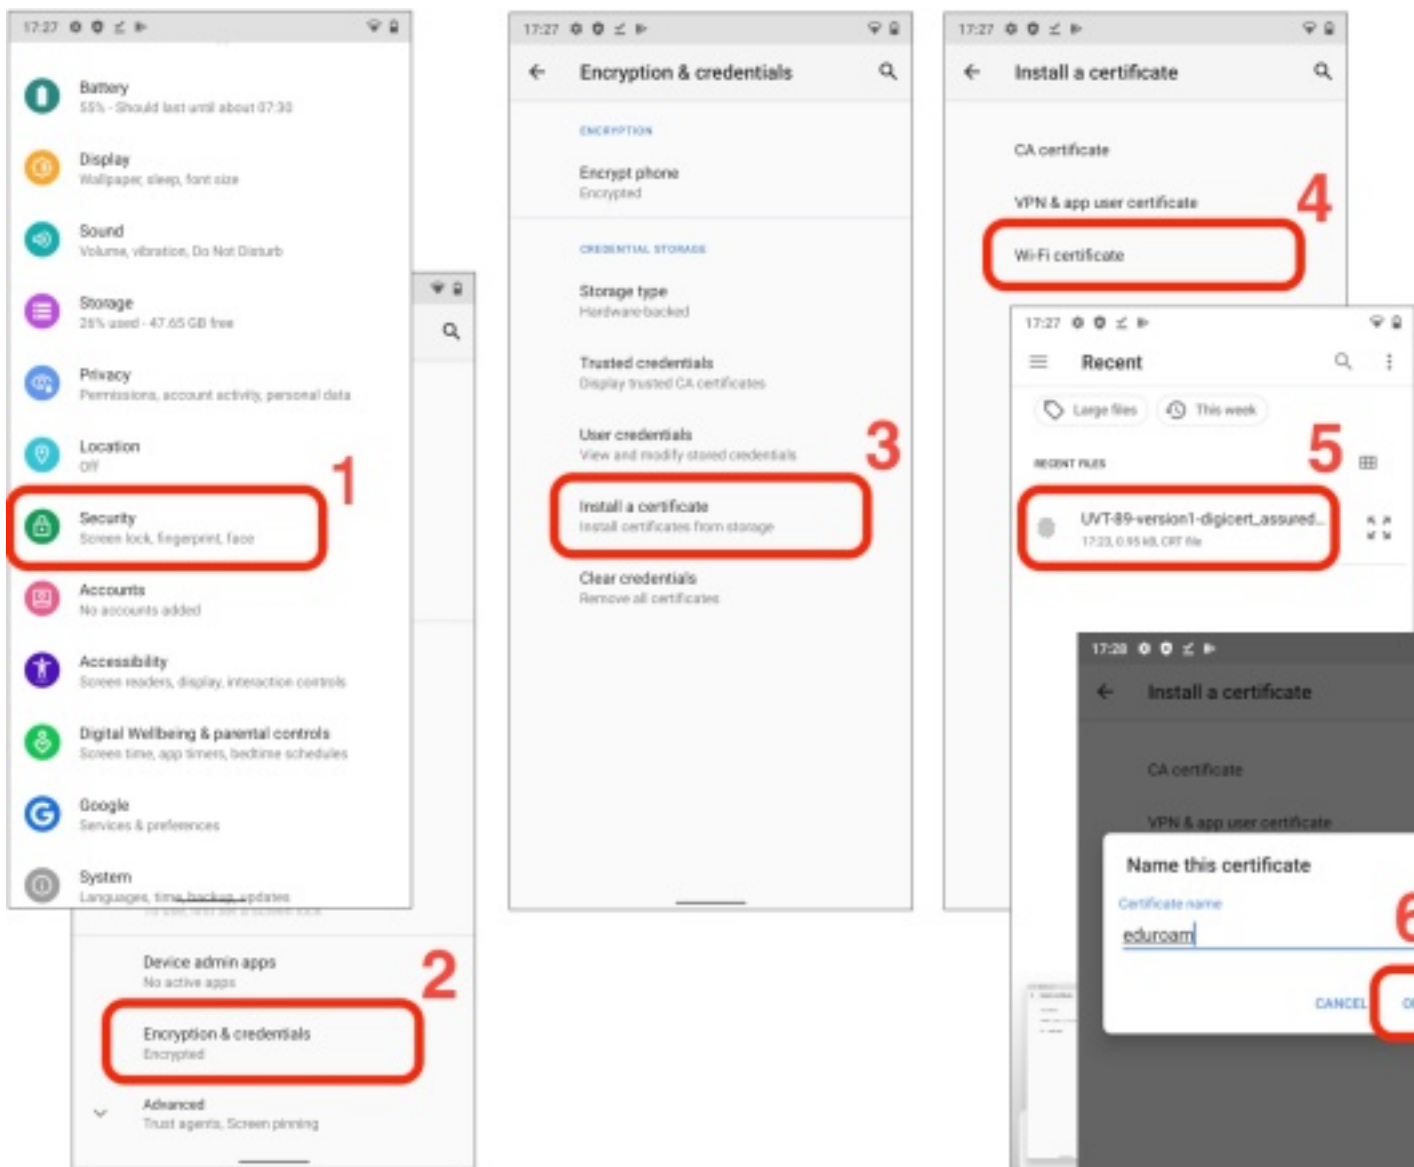 17:27
Battery
55% - Should last until about 07:30
Display
Wallpaper, sleep, font size
Sound
Volume, vibration, Do Not Disturb
Storage
26% used - 47.65 GB free
Privacy
Permissions, account activity, personal data
Location
Off
1
Security
Screen lock, fingerprint, face
Accounts
No accounts added
Accessibility
Screen readers, display, interaction controls
Digital Wellbeing & parental controls
Screen time, app timers, bedtime schedules
Google
Services & preferences
System
Languages, time, backup, updates
Device admin apps
No active apps
2
Encryption & credentials
Encrypted
Advanced
Trust agents, Screen pinning
17:27
Encryption & credentials
ENCRYPTION
Encrypt phone
Encrypted
CREDENTIAL STORAGE
Storage type
Hardware-backed
Trusted credentials
Display trusted CA certificates
User credentials
View and modify stored credentials
3
Install a certificate
Install certificates from storage
Clear credentials
Remove all certificates
17:27
Install a certificate
CA certificate
VPN & app user certificate
4
Wi-Fi certificate
17:27
Recent
Large files
This week
5
RECENT FILES
UVT-89-version1-digicert_assured...
17:23, 0.95 kB, CRT file
17:28
Install a certificate
CA certificate
VPN & app user certificate
Name this certificate
Certificate name
6
eduroam
CANCEL